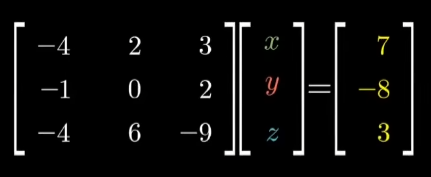 −4 2 3 x 7
−1 0 2 y = −8
−4 6 −9 z 3